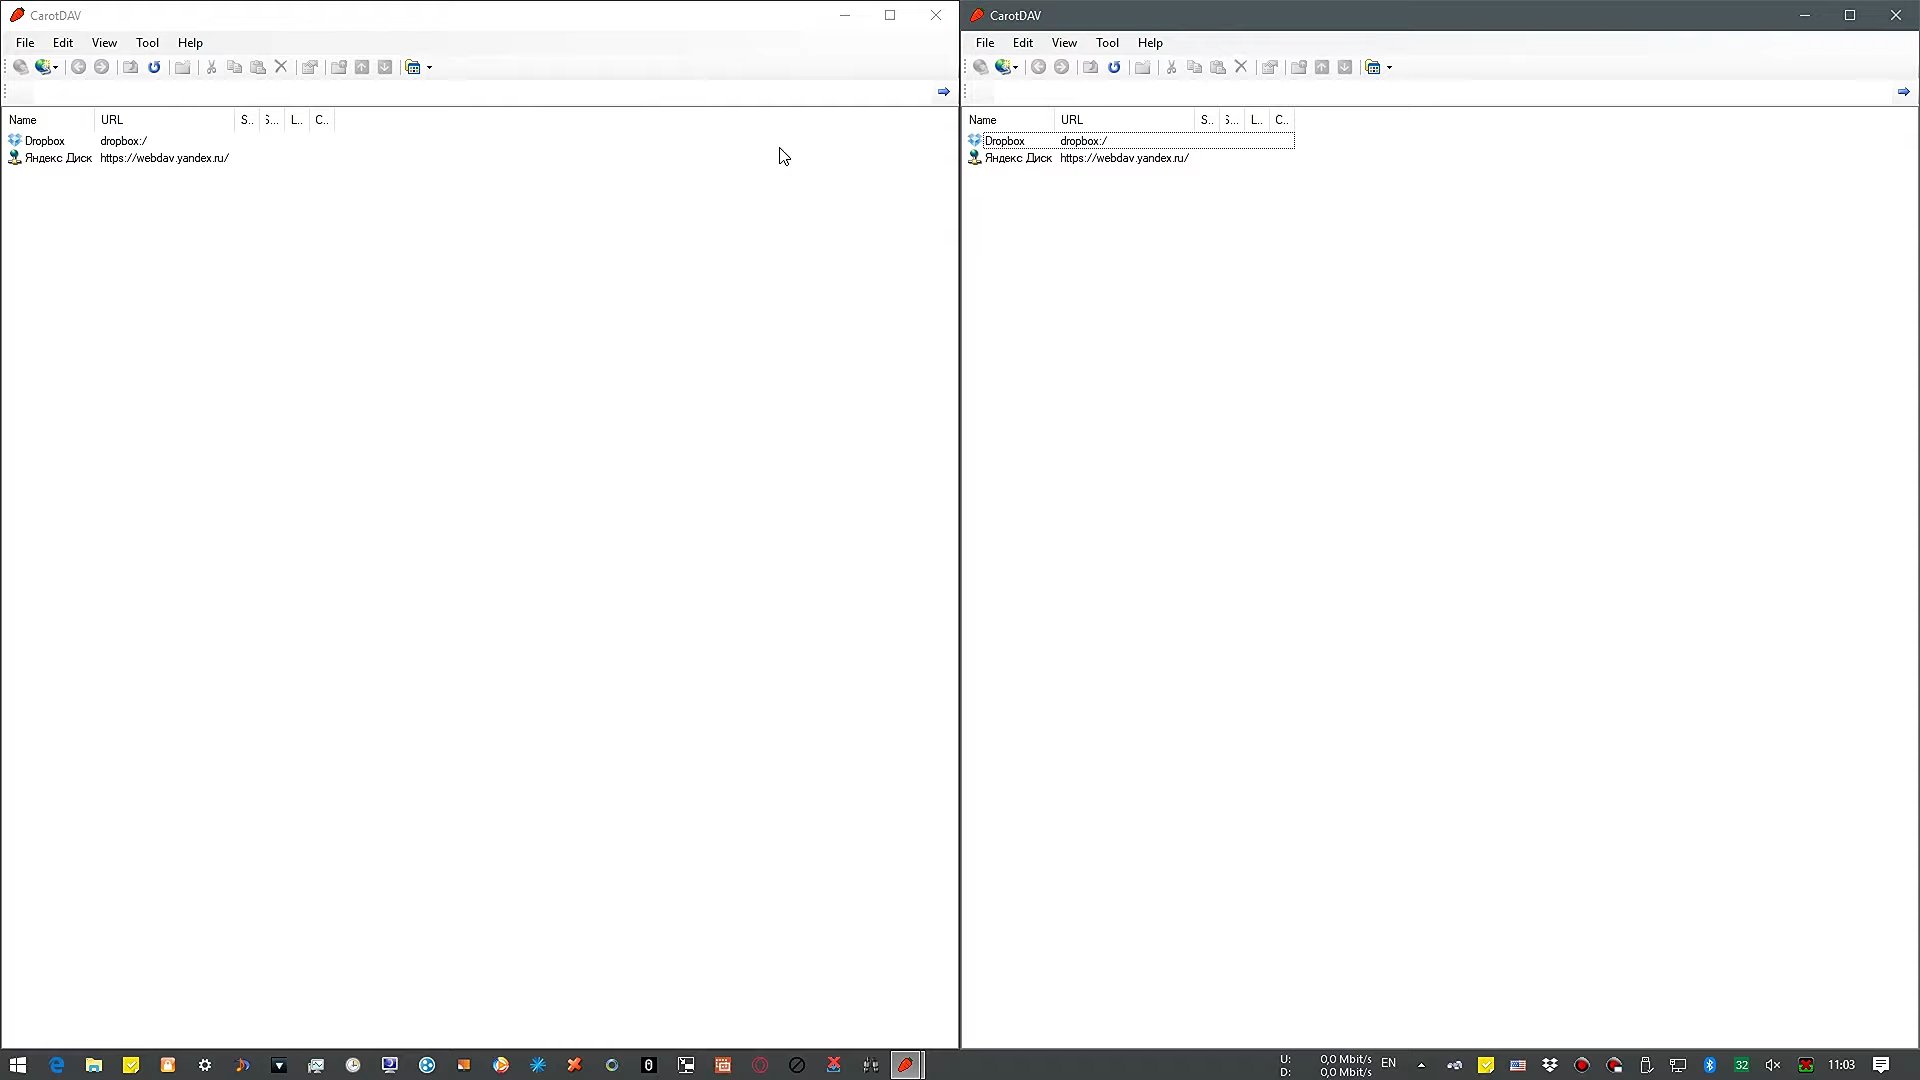 CarotDAV
File Edit View Tool Help
Name URL S.. S... L.. C..
Dropbox dropbox:/
Яндекс Диск https://webdav.yandex.ru/
CarotDAV
File Edit View Tool Help
Name URL S.. S... L.. C..
Dropbox dropbox:/
Яндекс Диск https://webdav.yandex.ru/
U: 0,0 Mbit/s
D: 0,0 Mbit/s
EN
32
11:03